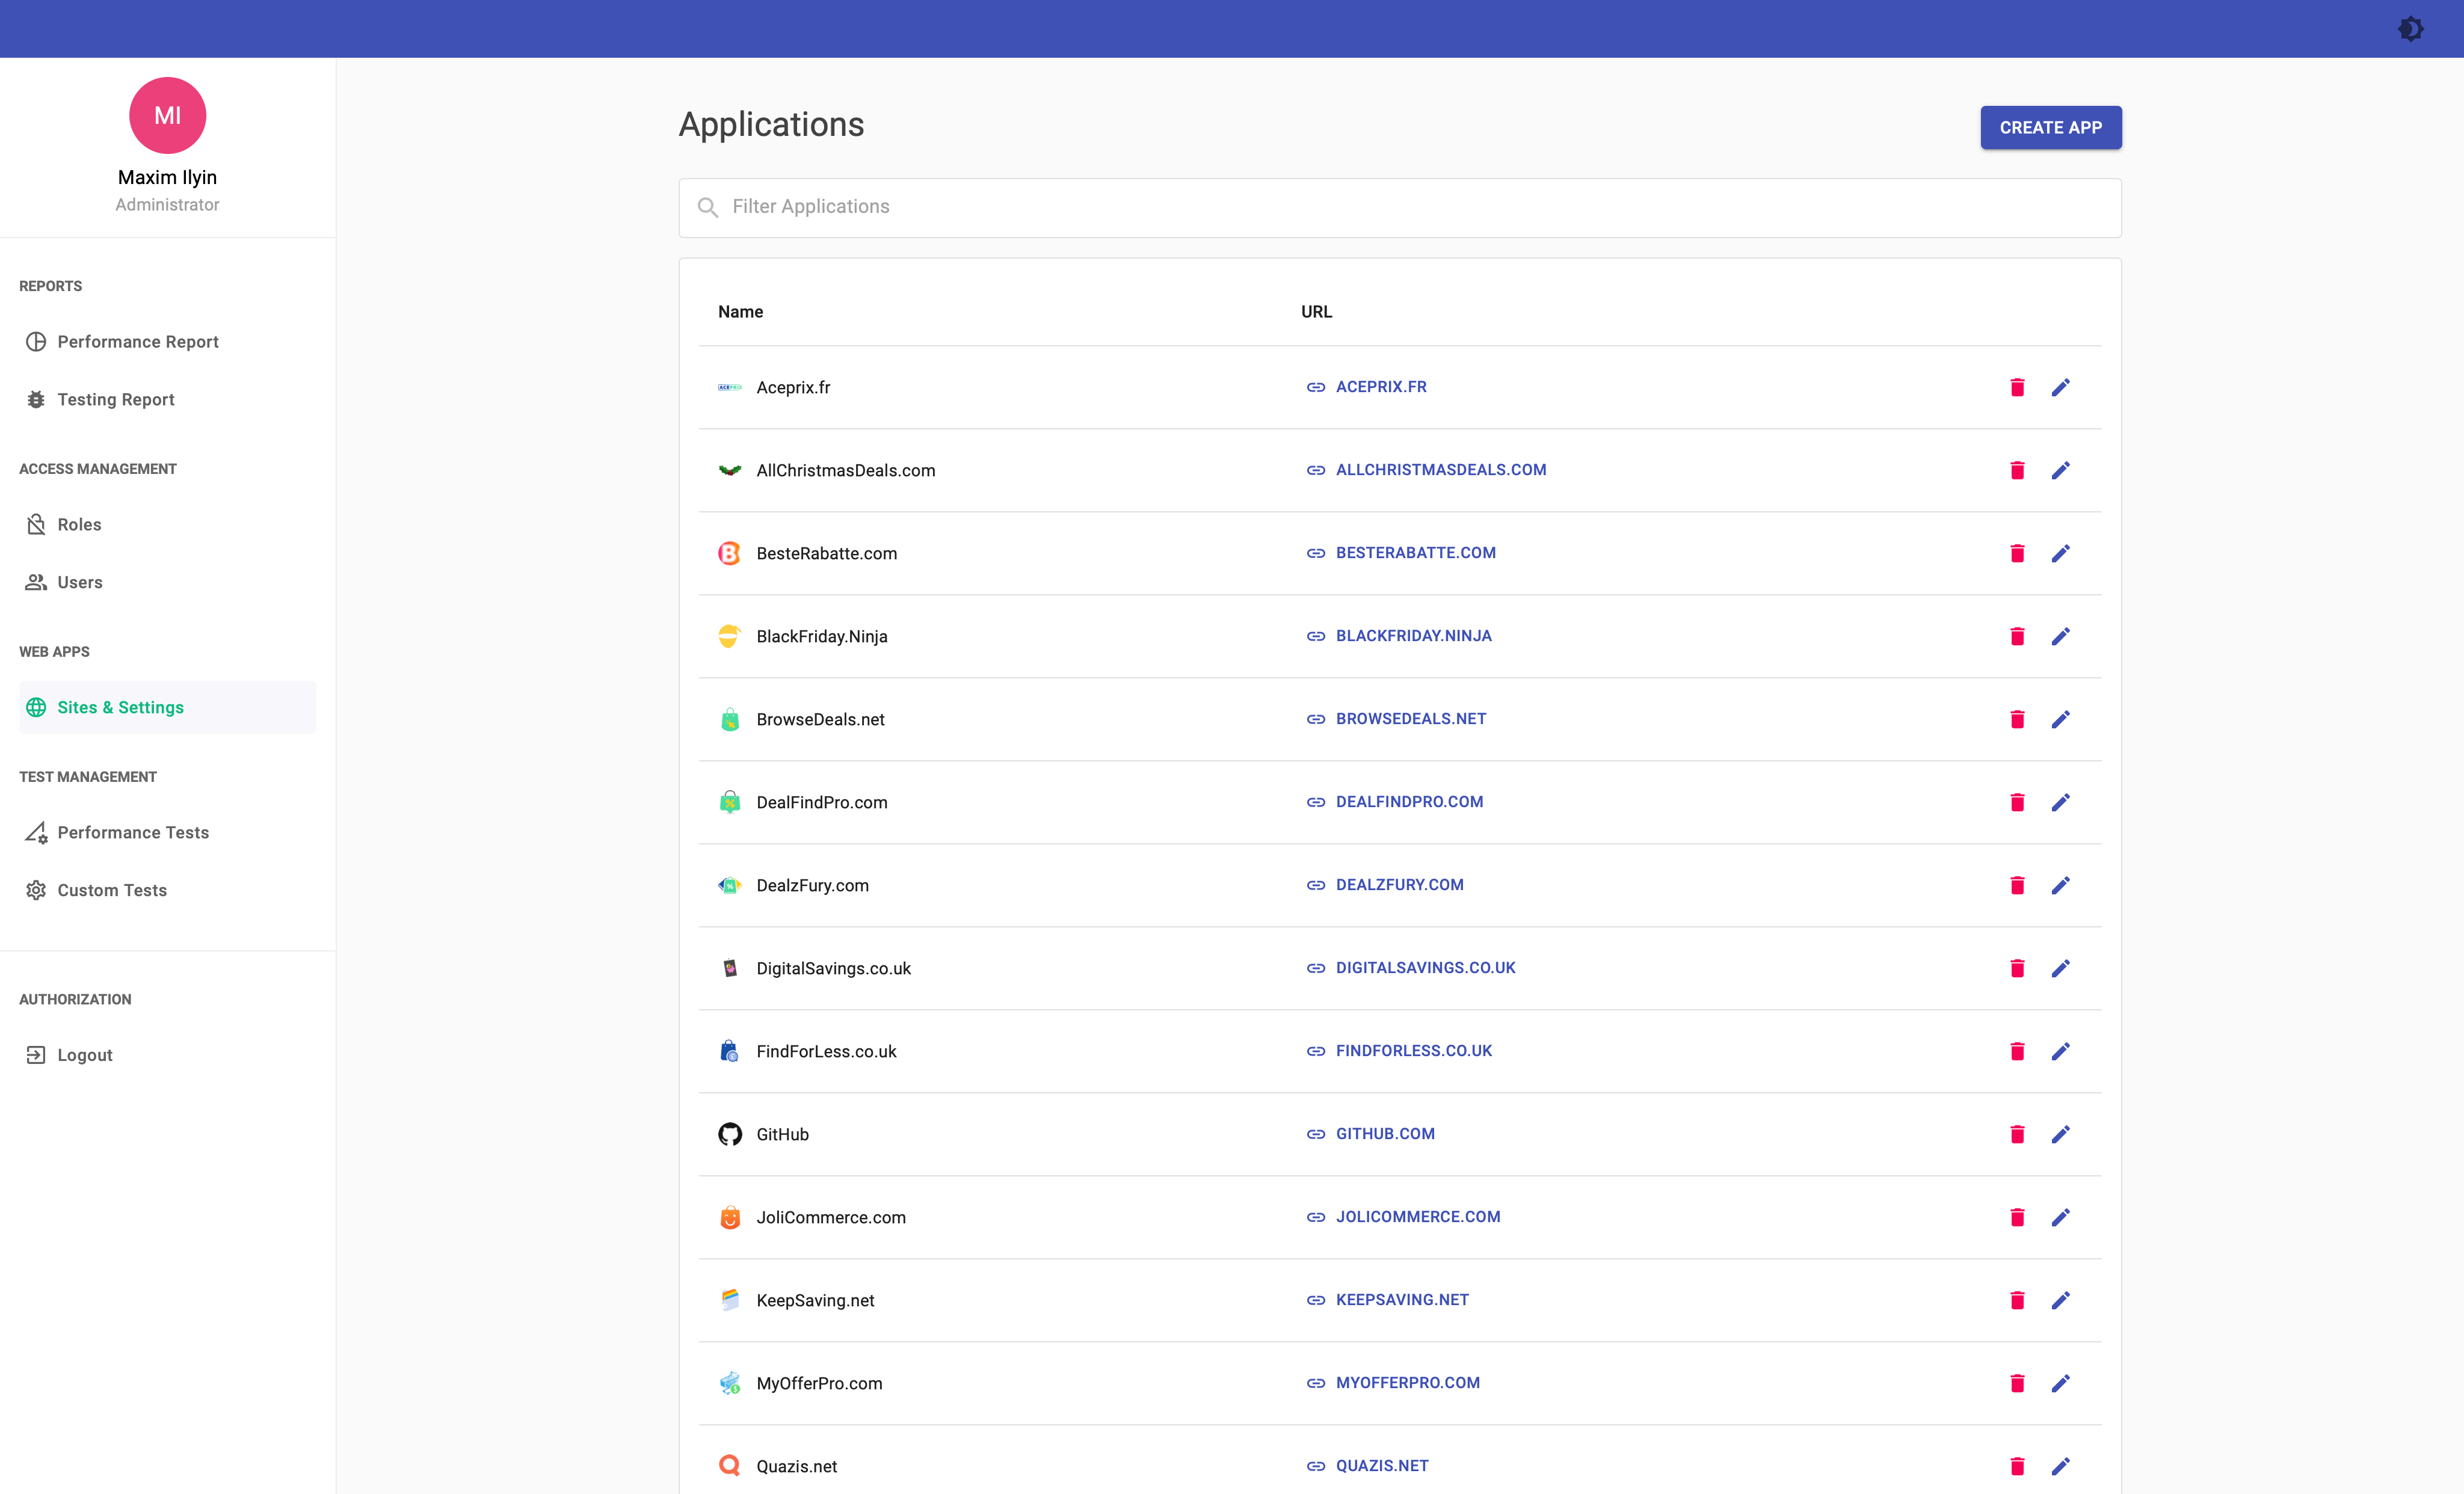 MI
Maxim Ilyin
Administrator
REPORTS
Performance Report
Testing Report
ACCESS MANAGEMENT
Roles
Users
WEB APPS
Sites & Settings
TEST MANAGEMENT
Performance Tests
Custom Tests
AUTHORIZATION
Logout
Applications
CREATE APP
Filter Applications
Name URL
Aceprix.fr ACEPRIX.FR
AllChristmasDeals.com ALLCHRISTMASDEALS.COM
BesteRabatte.com BESTERABATTE.COM
BlackFriday.Ninja BLACKFRIDAY.NINJA
BrowseDeals.net BROWSEDEALS.NET
DealFindPro.com DEALFINDPRO.COM
DealzFury.com DEALZFURY.COM
DigitalSavings.co.uk DIGITALSAVINGS.CO.UK
FindForLess.co.uk FINDFORLESS.CO.UK
GitHub GITHUB.COM
JoliCommerce.com JOLICOMMERCE.COM
KeepSaving.net KEEPSAVING.NET
MyOfferPro.com MYOFFERPRO.COM
Quazis.net QUAZIS.NET